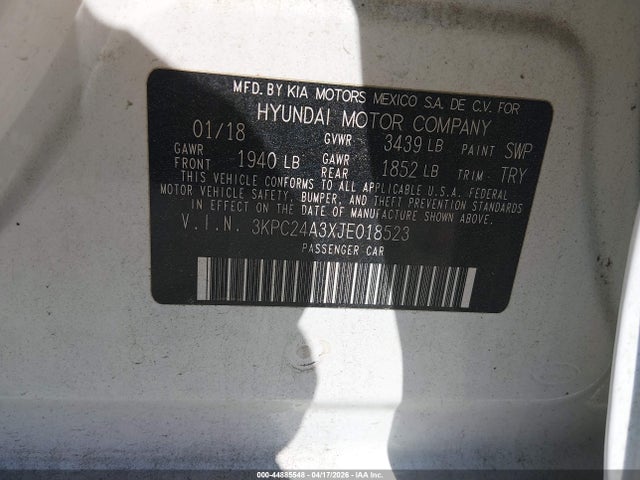 MFD. BY KIA MOTORS MEXICO S.A. DE C.V. FOR
HYUNDAI MOTOR COMPANY
01/18 GVWR 3439 LB PAINT SWP
GAWR FRONT 1940 LB GAWR REAR 1852 LB TRIM TRY
THIS VEHICLE CONFORMS TO ALL APPLICABLE U.S.A. FEDERAL
MOTOR VEHICLE SAFETY, BUMPER, AND THEFT PREVENTION
STANDARDS IN EFFECT ON THE DATE OF MANUFACTURE SHOWN ABOVE.
V.I.N. 3KPC24A3XJE018523
PASSENGER CAR
000-44885548 - 04/17/2026 - IAAI.COM